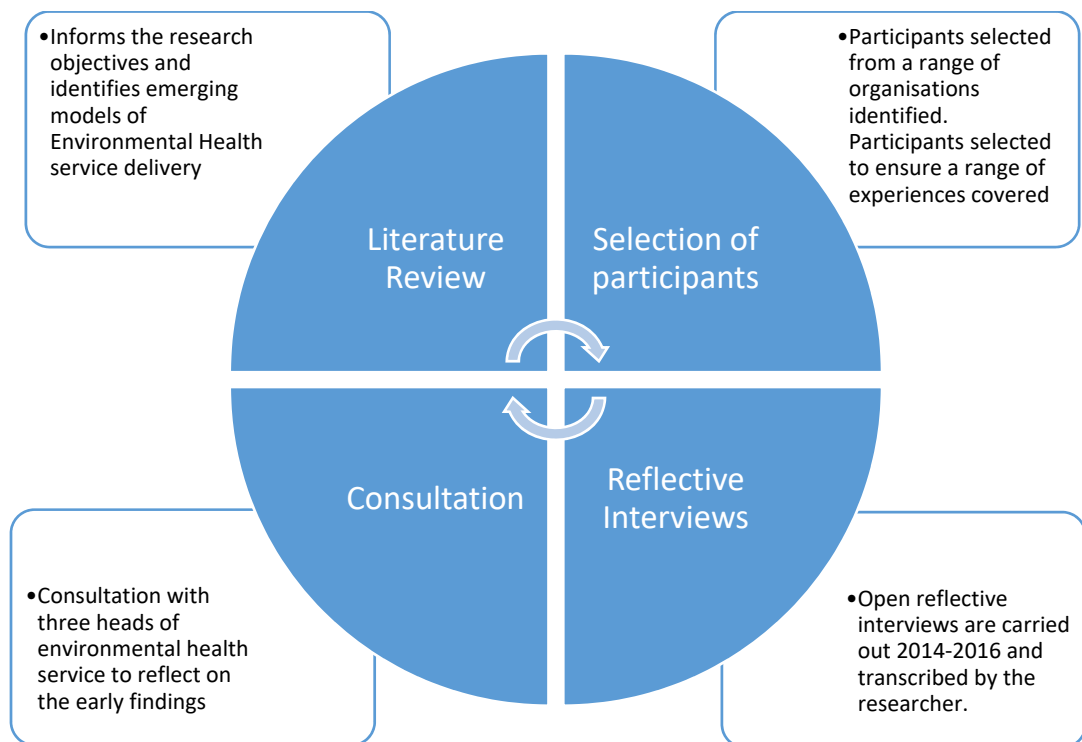 •Informs the research
objectives and
identifies emerging
models of
Environmental Health
service delivery
•Participants selected
from a range of
organisations
identified.
Participants selected
to ensure a range of
experiences covered
Literature
Review
Selection of
participants
Consultation
Reflective
Interviews
•Consultation with
three heads of
environmental health
service to reflect on
the early findings
•Open reflective
interviews are carried
out 2014-2016 and
transcribed by the
researcher.